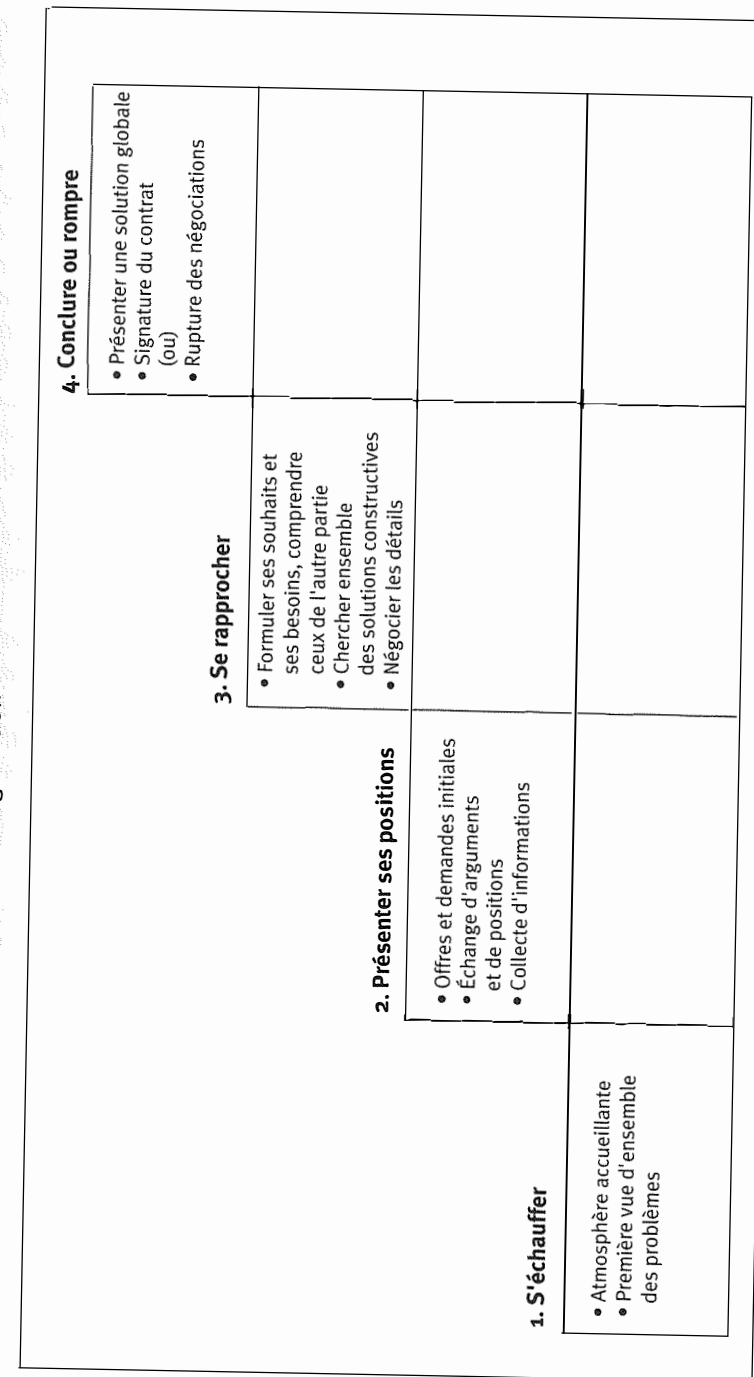 1. S'échauffer
• Atmosphère accueillante
• Première vue d'ensemble
des problèmes
2. Présenter ses positions
• Offres et demandes initiales
• Échange d'arguments
et de positions
• Collecte d'informations
3. Se rapprocher
• Formuler ses souhaits et
ses besoins, comprendre
ceux de l'autre partie
• Chercher ensemble
des solutions constructives
• Négocier les détails
4. Conclure ou rompre
• Présenter une solution globale
• Signature du contrat
(ou)
• Rupture des négociations